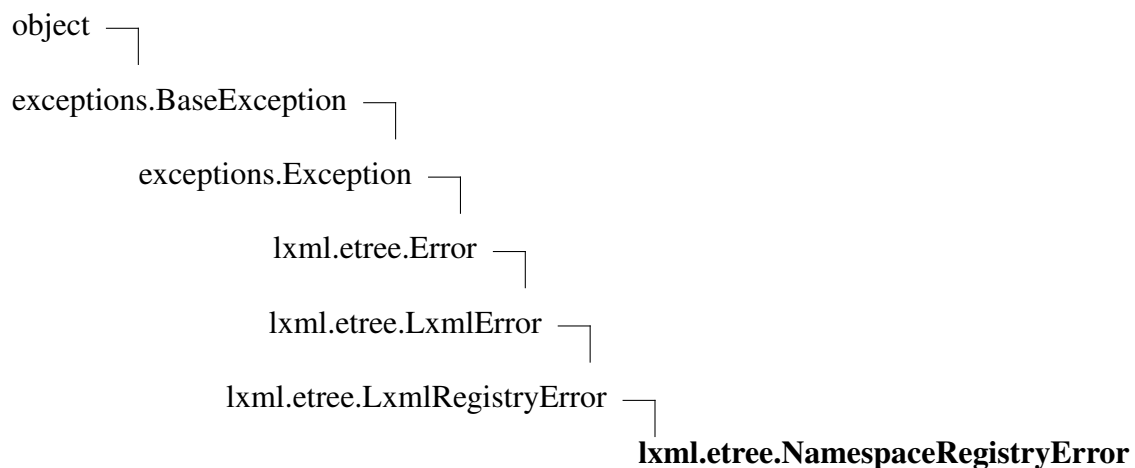 object
exceptions.BaseException
exceptions.Exception
lxml.etree.Error
lxml.etree.LxmlError
lxml.etree.LxmlRegistryError
lxml.etree.NamespaceRegistryError